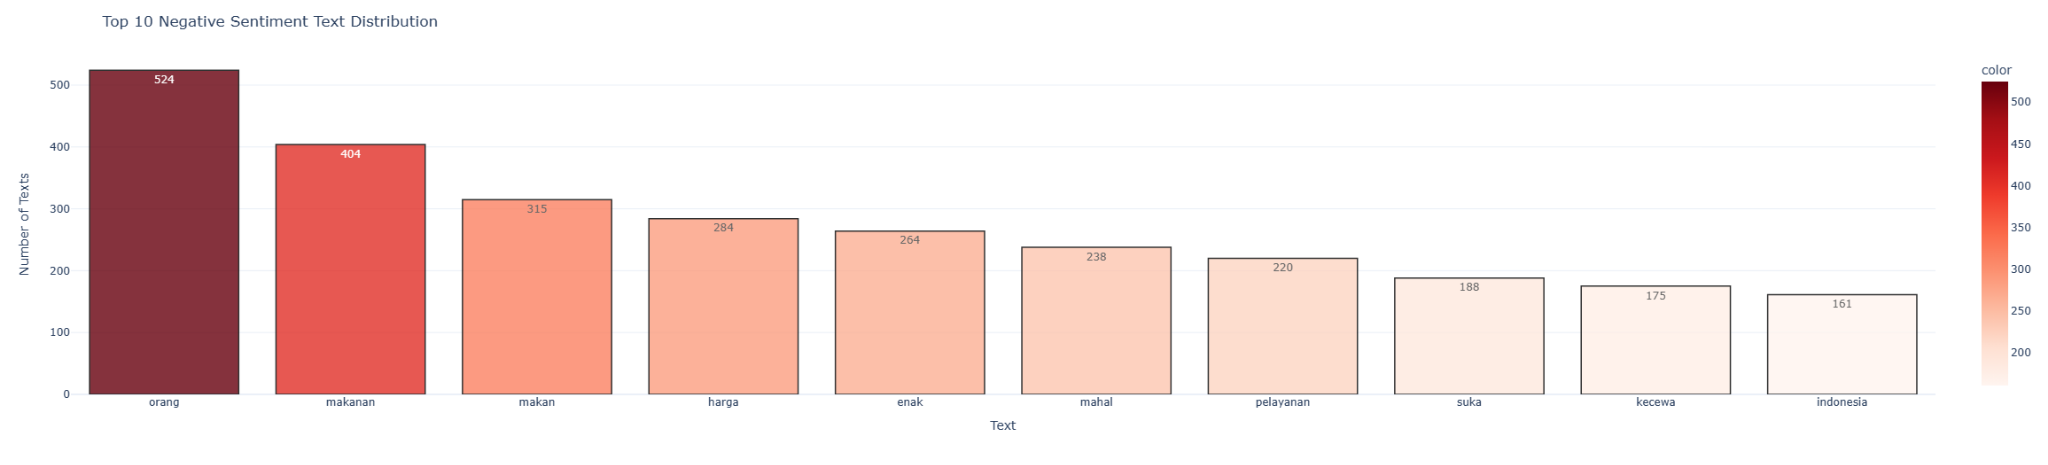 Top 10 Negative Sentiment Text Distribution
Number of Texts
500
400
300
200
100
0
524
404
315
284
264
238
220
188
175
161
orang
makanan
makan
harga
enak
mahal
pelayanan
suka
kecewa
indonesia
Text
color
500
450
400
350
300
250
200